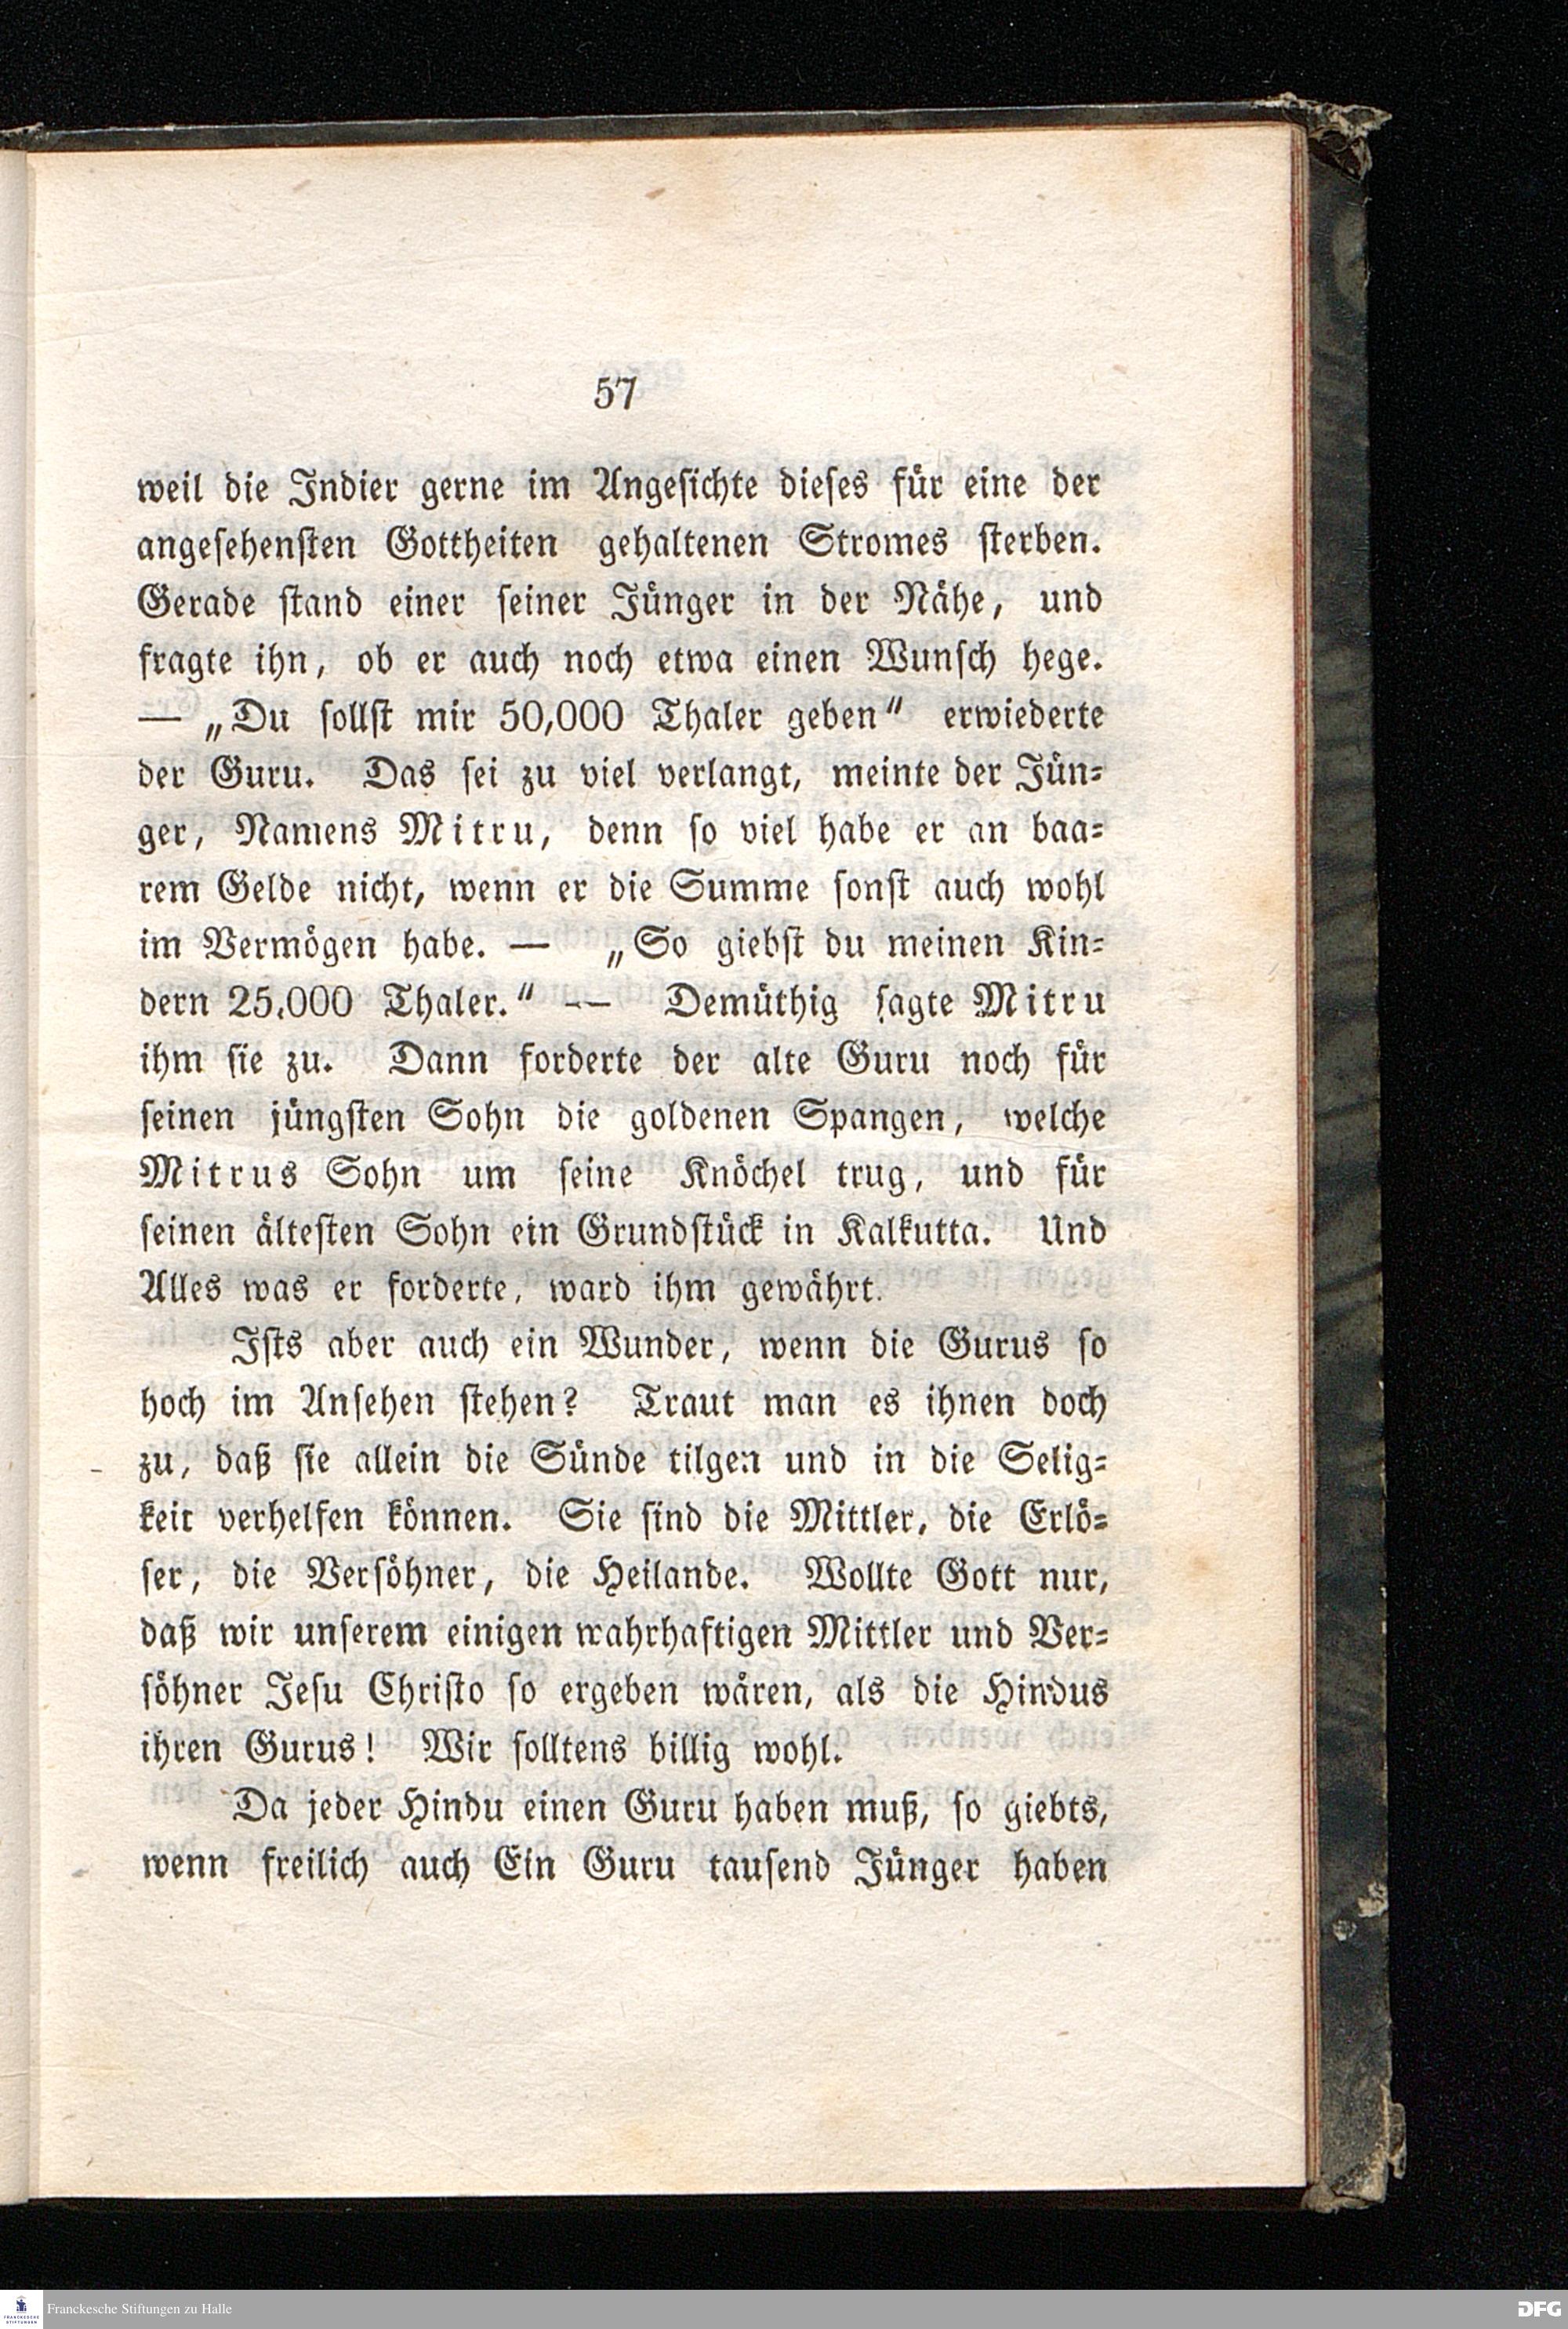 57
weil die Indier gerne im Angesichte dieses für eine der
angesehensten Gottheiten gehaltenen Stromes sterben.
Gerade stand einer seiner Jünger in der Nähe, und
fragte ihn, ob er auch noch etwa einen Wunsch hege.
— „Du sollst mir 50,000 Thaler geben“ erwiederte
der Guru. Das sei zu viel verlangt, meinte der Jün-
ger, Namens Mitru, denn so viel habe er an baa-
rem Gelde nicht, wenn er die Summe sonst auch wohl
im Vermögen habe. — „So giebst du meinen Kin-
dern 25,000 Thaler.“ — Demüthig sagte Mitru
ihm sie zu. Dann forderte der alte Guru noch für
seinen jüngsten Sohn die goldenen Spangen, welche
Mitrus Sohn um seine Knöchel trug, und für
seinen ältesten Sohn ein Grundstück in Kalkutta. Und
Alles was er forderte, ward ihm gewährt.
Ists aber auch ein Wunder, wenn die Gurus so
hoch im Ansehen stehen? Traut man es ihnen doch
zu, daß sie allein die Sünde tilgen und in die Selig-
keit verhelfen können. Sie sind die Mittler, die Erlö-
ser, die Versöhner, die Heilande. Wollte Gott nur,
daß wir unserem einigen wahrhaftigen Mittler und Ver-
söhner Jesu Christo so ergeben wären, als die Hindus
ihren Gurus! Wir solltens billig wohl.
Da jeder Hindu einen Guru haben muß, so giebts,
wenn freilich auch Ein Guru tausend Jünger haben
FRANCKESCHE
STIFTUNGEN
Franckesche Stiftungen zu Halle
DFG